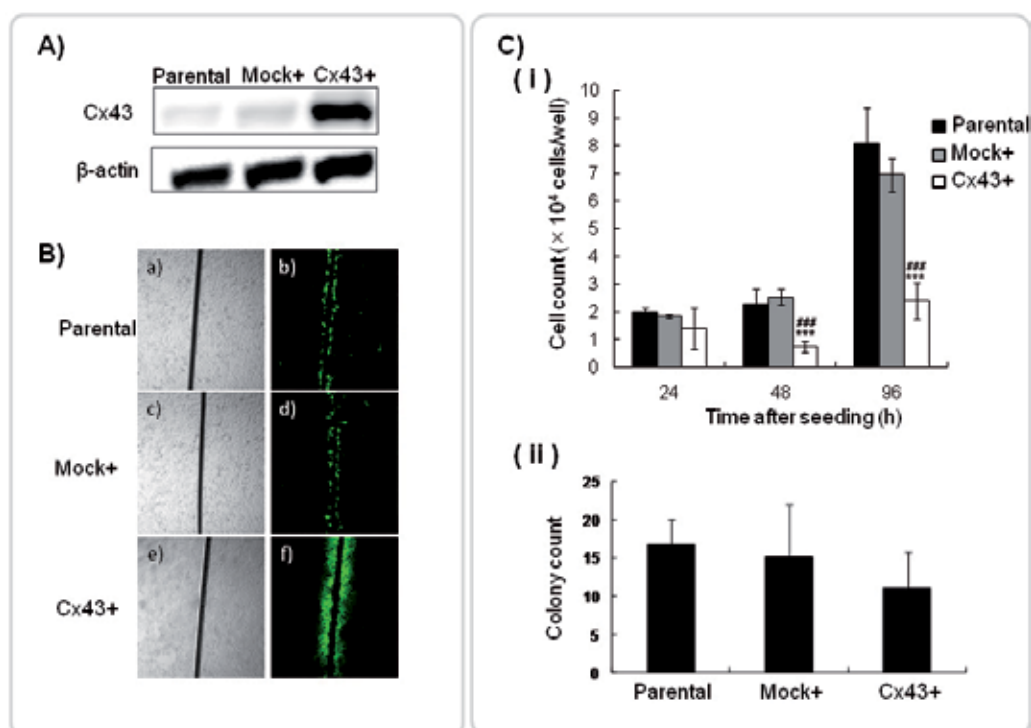 A)
Parental Mock+ Cx43+
Cx43
β-actin
B)
a)
b)
Parental
c)
d)
Mock+
e)
f)
Cx43+
C)
( i )
Cell count ( × 10⁴ cells/well)
10
9
8
7
6
5
4
3
2
1
0
Parental
Mock+
Cx43+
###
***
###
***
24 48 96
Time after seeding (h)
( ii )
Colony count
25
20
15
10
5
0
Parental Mock+ Cx43+